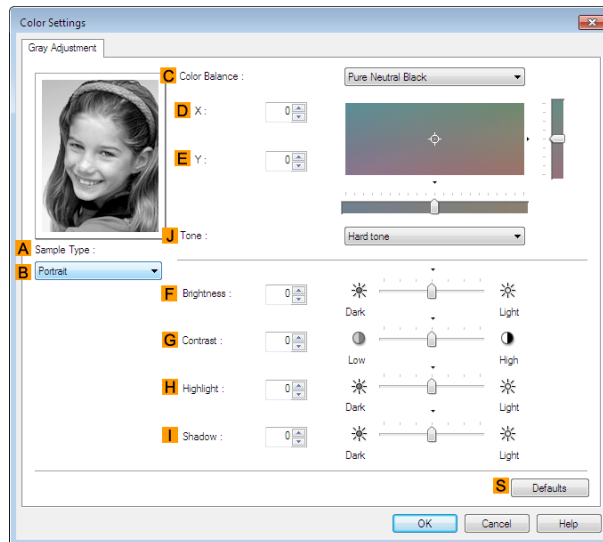 Color Settings
Gray Adjustment
C Color Balance : Pure Neutral Black
D X : 0
E Y : 0
J Tone : Hard tone
A Sample Type :
B Portrait
F Brightness : 0
Dark Light
G Contrast : 0
Low High
H Highlight : 0
Dark Light
I Shadow : 0
Dark Light
S Defaults
OK Cancel Help